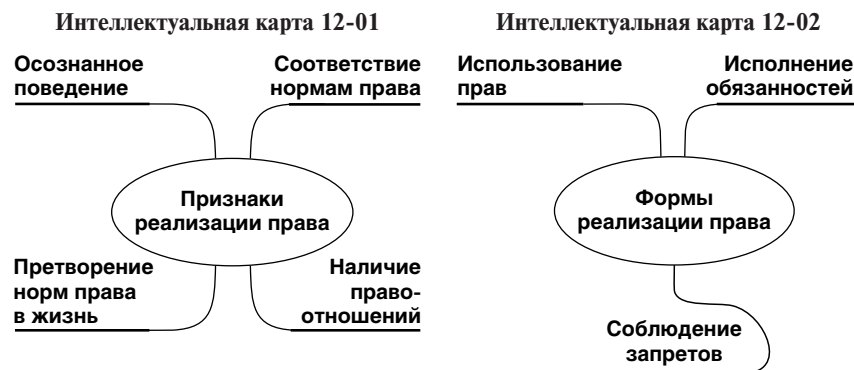 Интеллектуальная карта 12-01
Осознанное
поведение
Соответствие
нормам права
Признаки
реализации права
Претворение
норм права
в жизнь
Наличие
право-
отношений
Интеллектуальная карта 12-02
Использование
прав
Исполнение
обязанностей
Формы
реализации права
Соблюдение
запретов